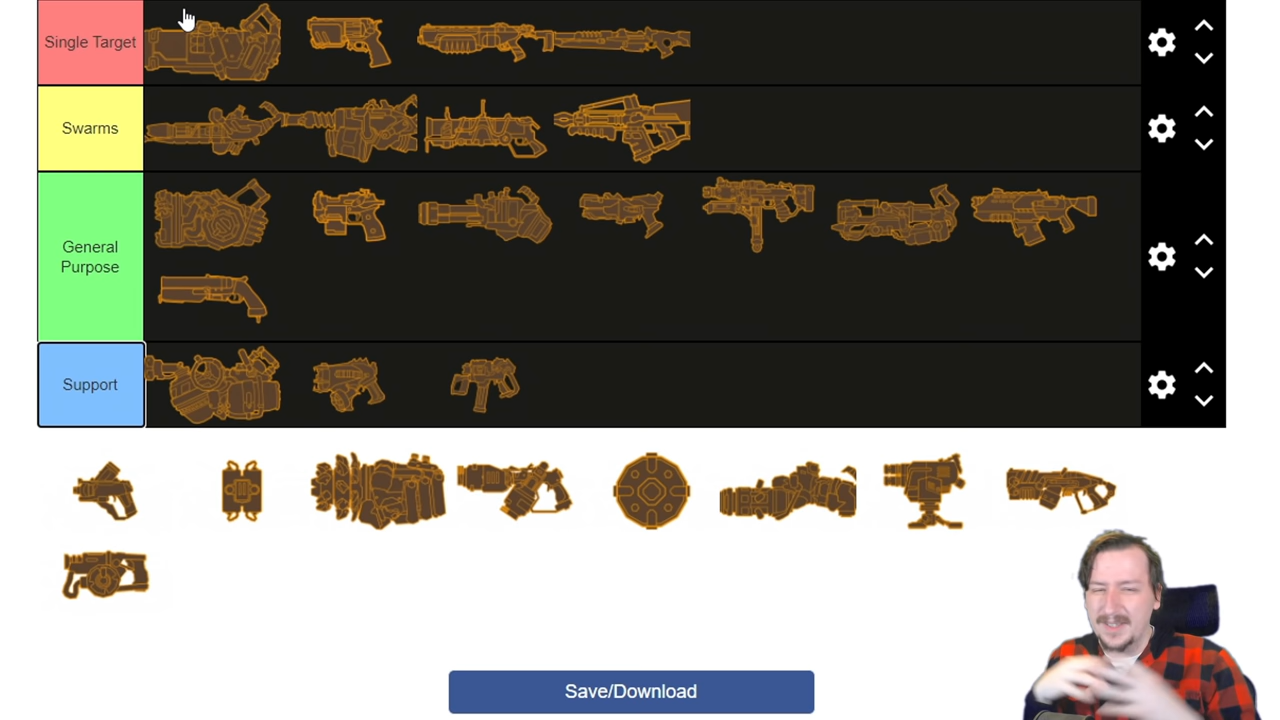 Single Target
Swarms
General
Purpose
Support
Save/Download